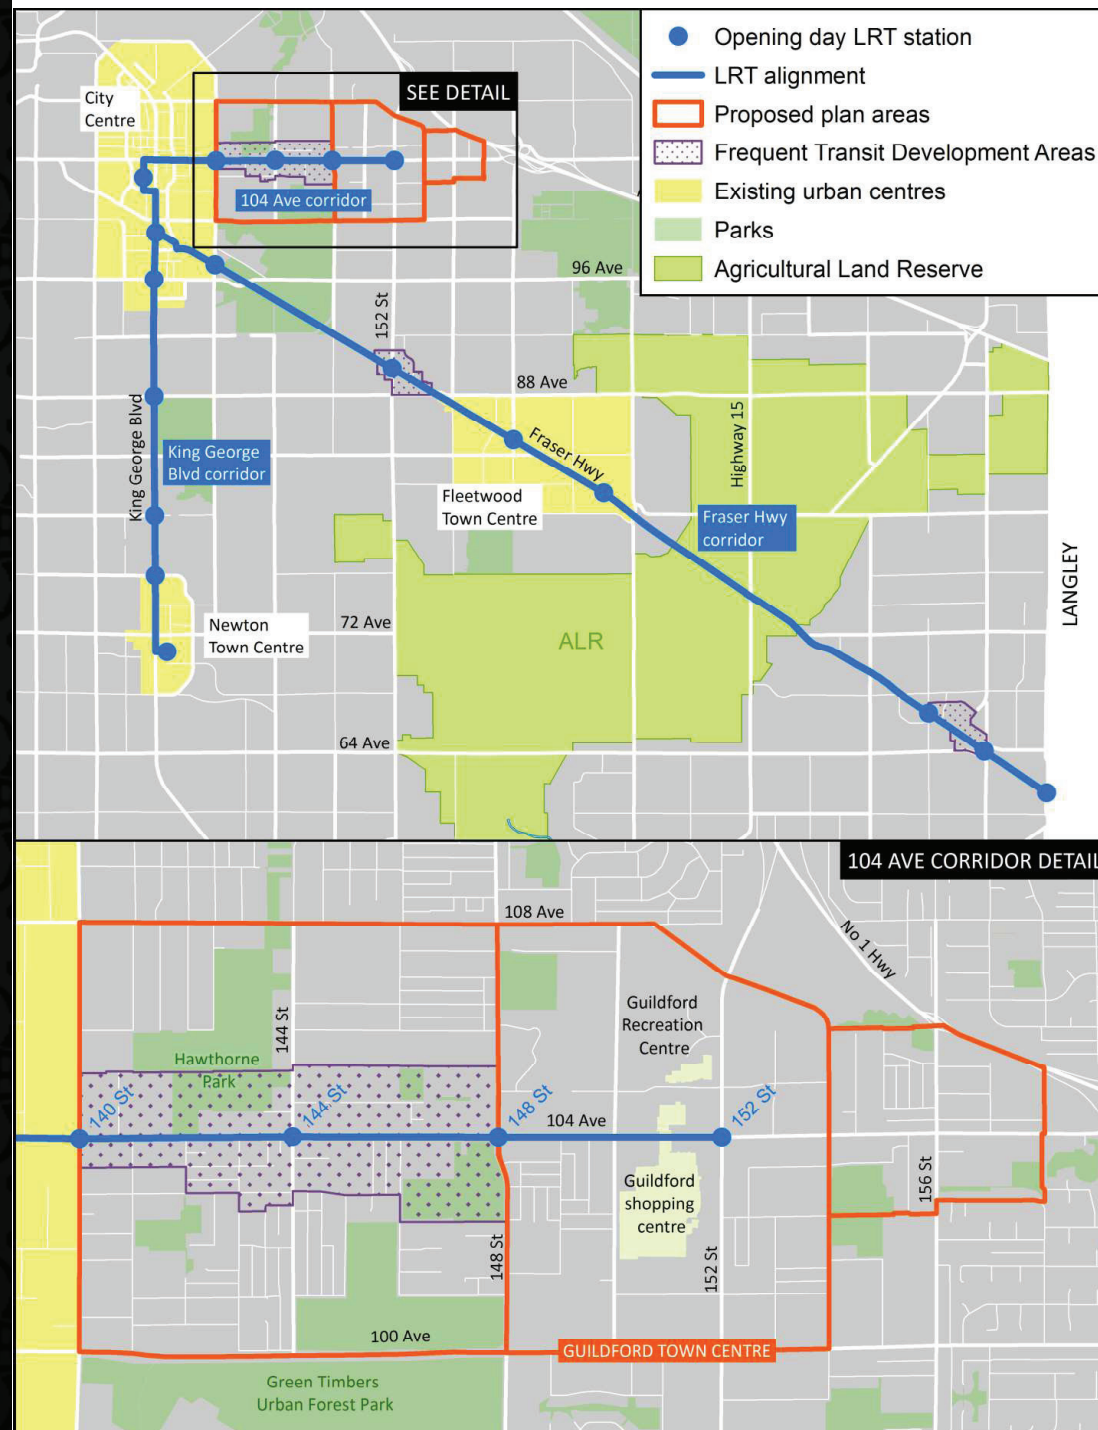 City
Centre
SEE DETAIL
Opening day LRT station
LRT alignment
Proposed plan areas
Frequent Transit Development Areas
Existing urban centres
Parks
Agricultural Land Reserve
104 Ave corridor
96 Ave
152 St
88 Ave
King George Blvd
King George
Blvd corridor
Fraser Hwy
Highway 15
Fleetwood
Town Centre
Fraser Hwy
corridor
LANGLEY
Newton
Town Centre
72 Ave
ALR
64 Ave
104 AVE CORRIDOR DETAIL
108 Ave
No 1 Hwy
144 St
Guildford
Recreation
Centre
Hawthorne
Park
140 St
144 St
148 St
152 St
104 Ave
Guildford
shopping
centre
156 St
148 St
152 St
100 Ave
GUILDFORD TOWN CENTRE
Green Timbers
Urban Forest Park